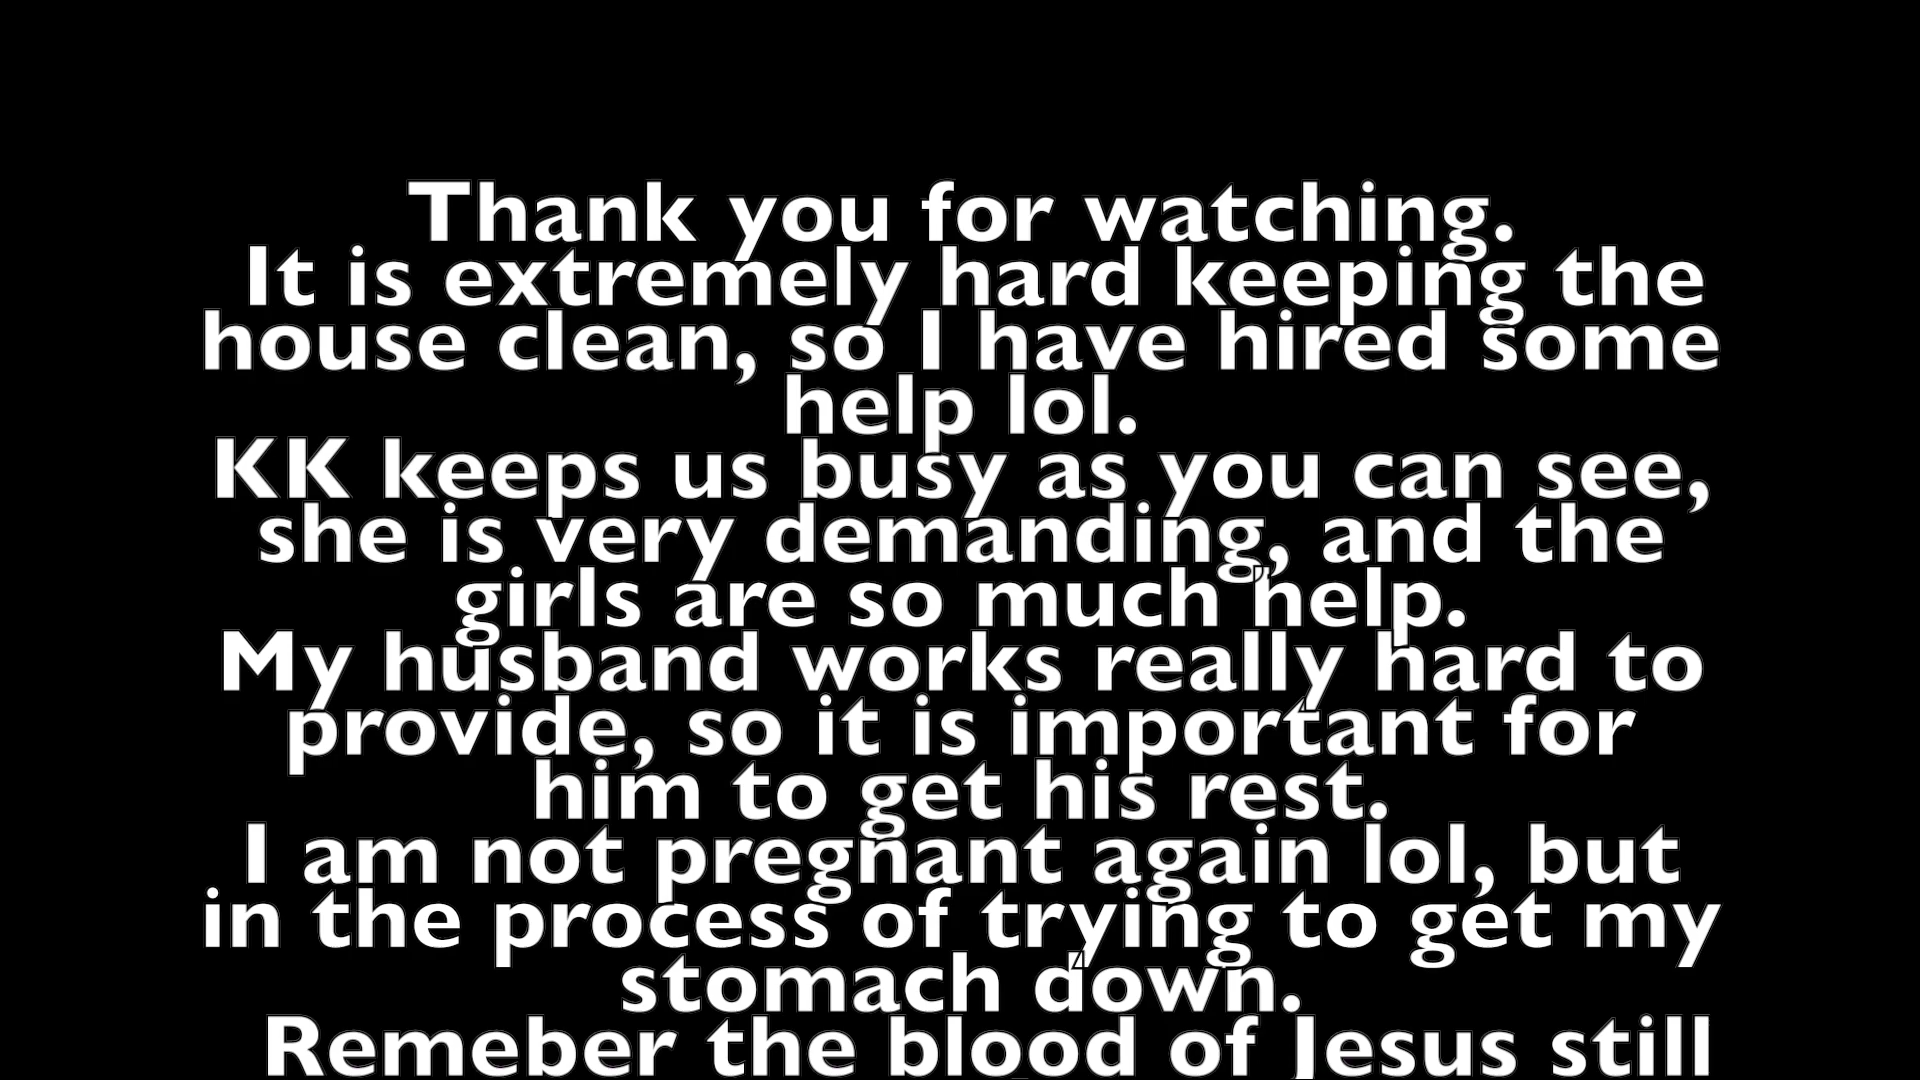 Thank you for watching.
It is extremely hard keeping the
house clean, so I have hired some
help lol.
KK keeps us busy as you can see,
she is very demanding, and the
girls are so much help.
My husband works really hard to
provide, so it is important for
him to get his rest.
I am not pregnant again lol, but
in the process of trying to get my
stomach down.
Remeber the blood of Jesus still